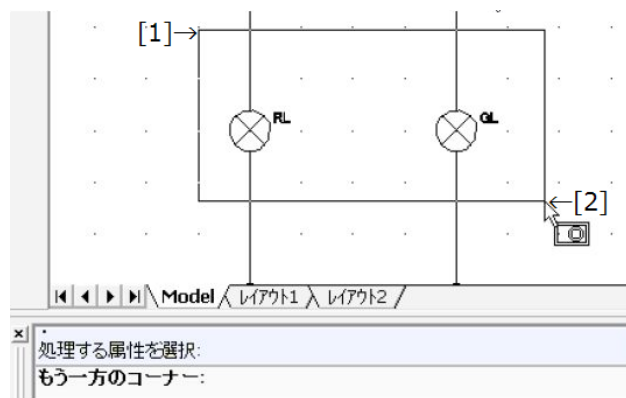 [1]→
RL
GL
←[2]
Model レイアウト1 レイアウト2
処理する属性を選択:
もう一方のコーナー: